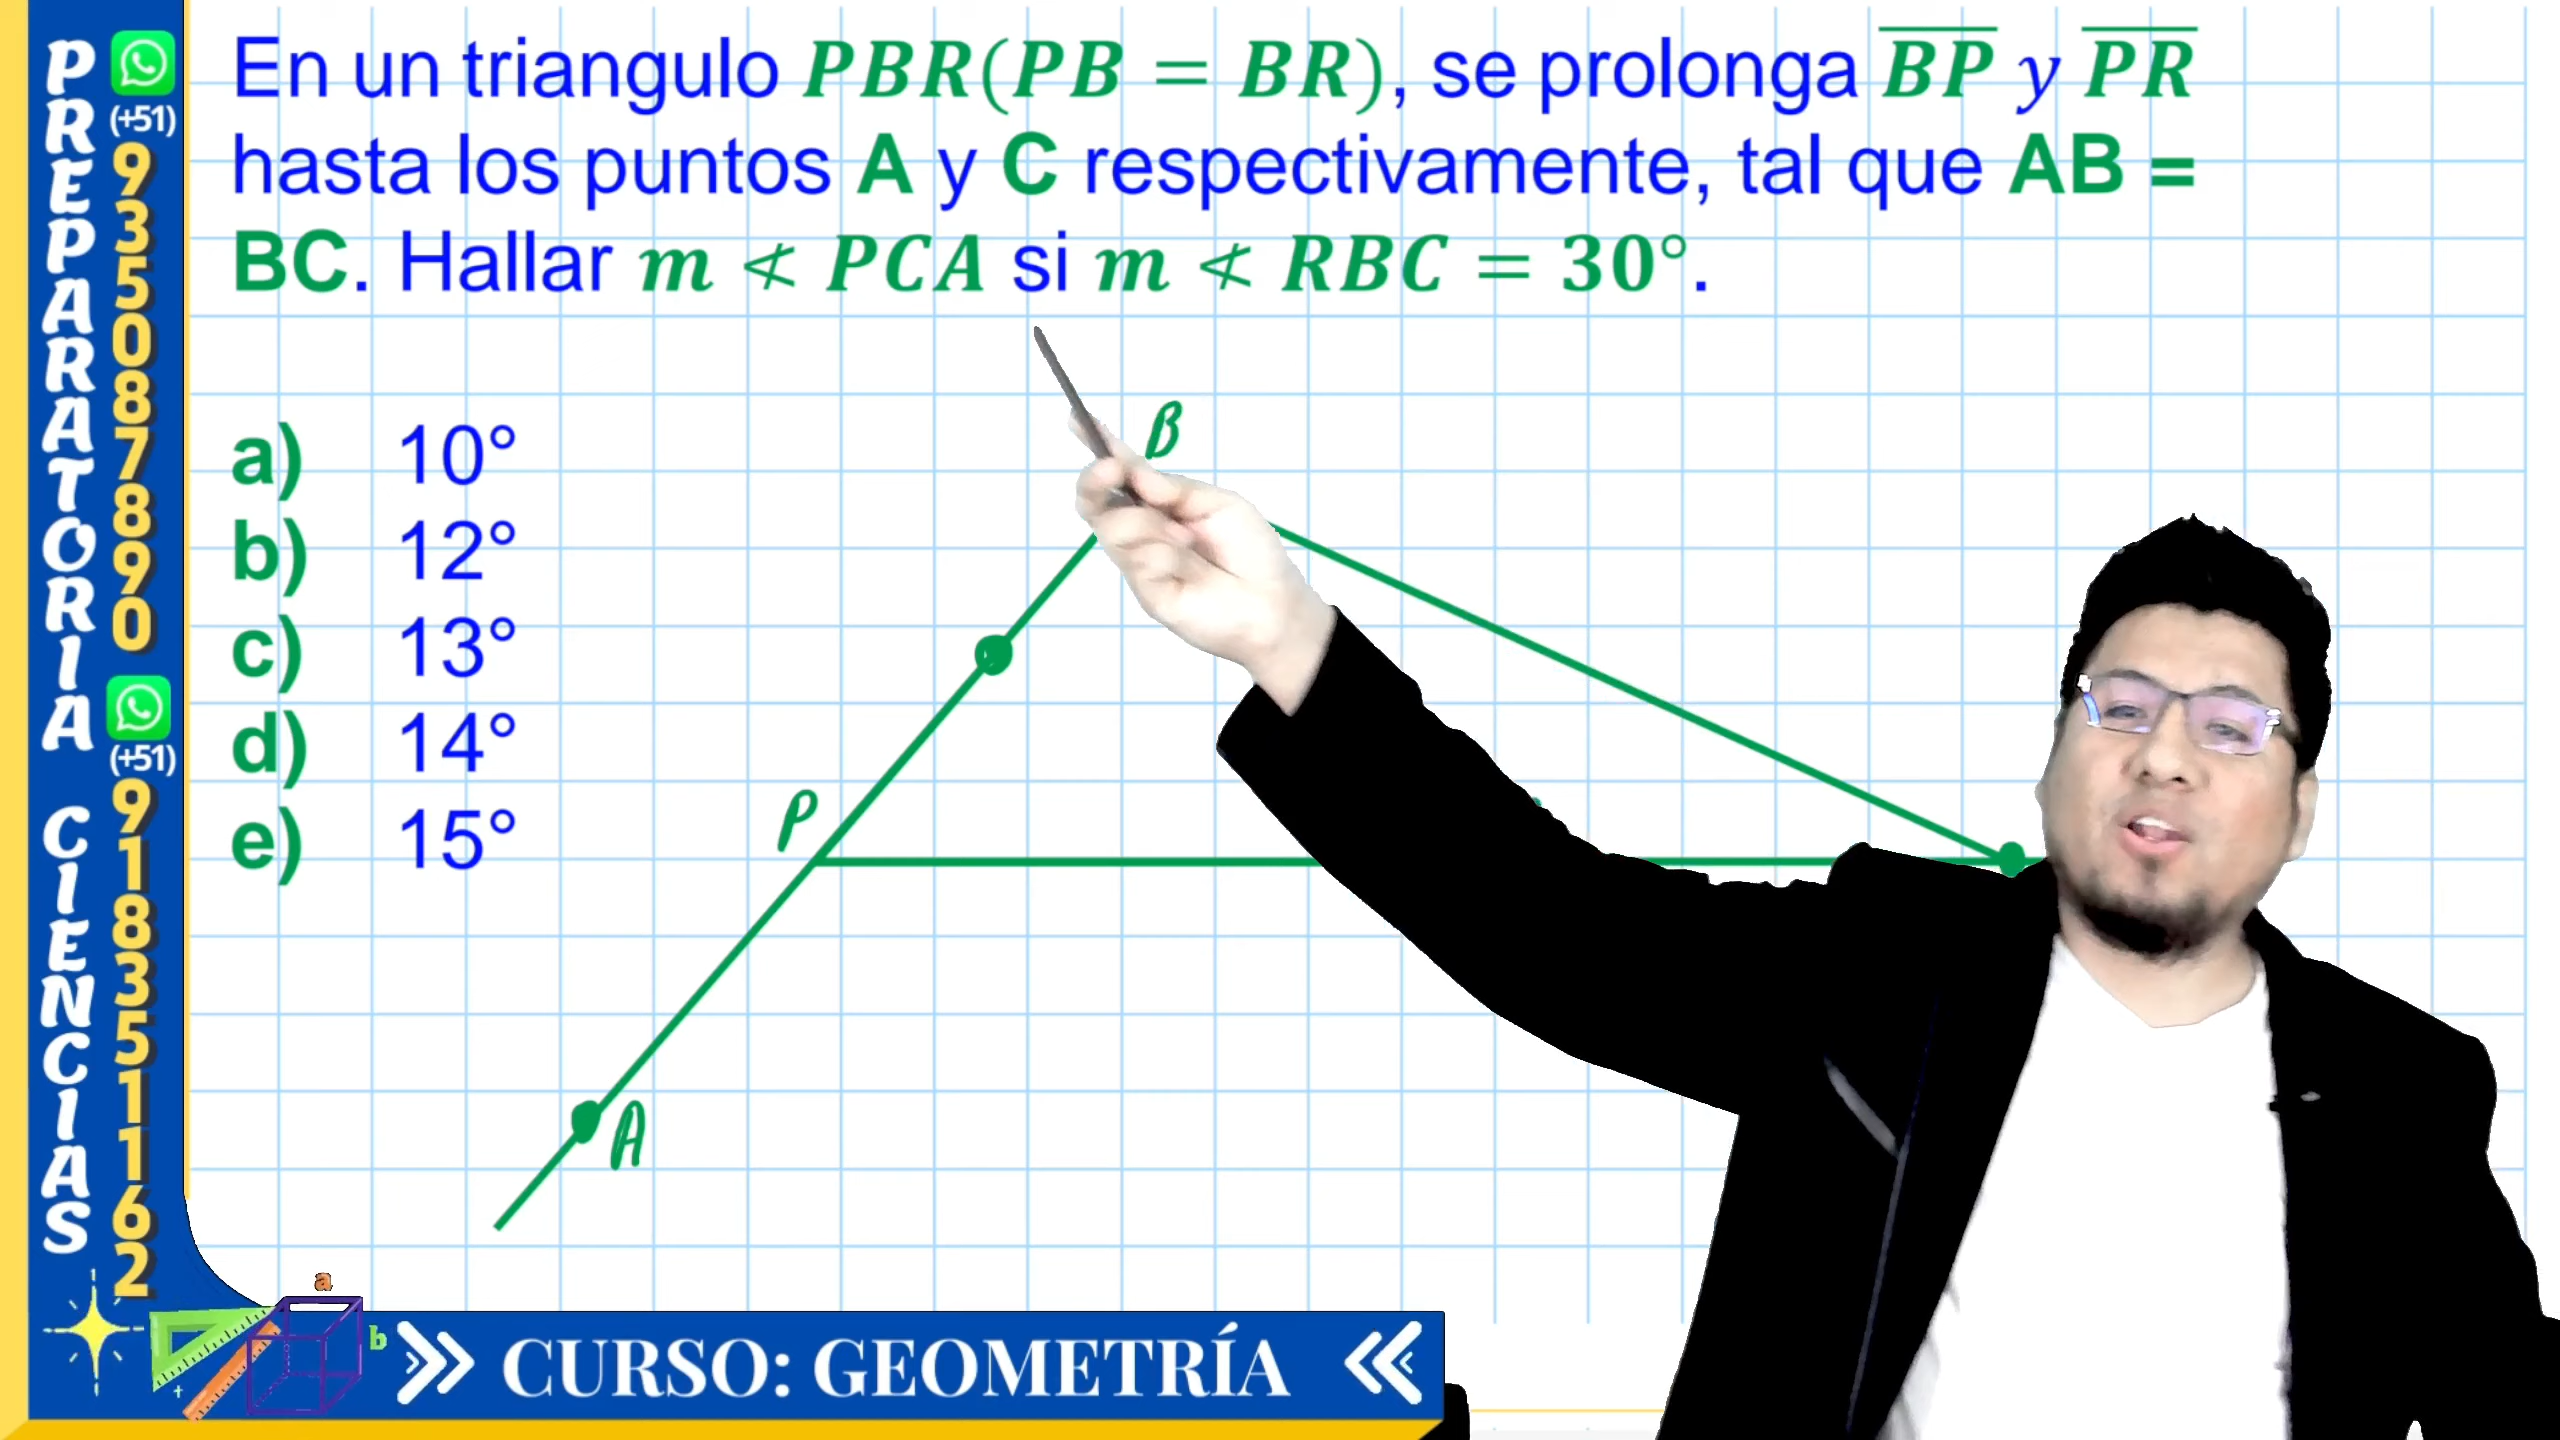 PREPARATORIA CIENCIAS
(+51)
935087890
(+51)
918351162
En un triangulo PBR(PB = BR), se prolonga BP y PR
hasta los puntos A y C respectivamente, tal que AB =
BC. Hallar m ∢ PCA si m ∢ RBC = 30°.
a) 10°
b) 12°
c) 13°
d) 14°
e) 15°
B
P
A
a
b
CURSO: GEOMETRÍA